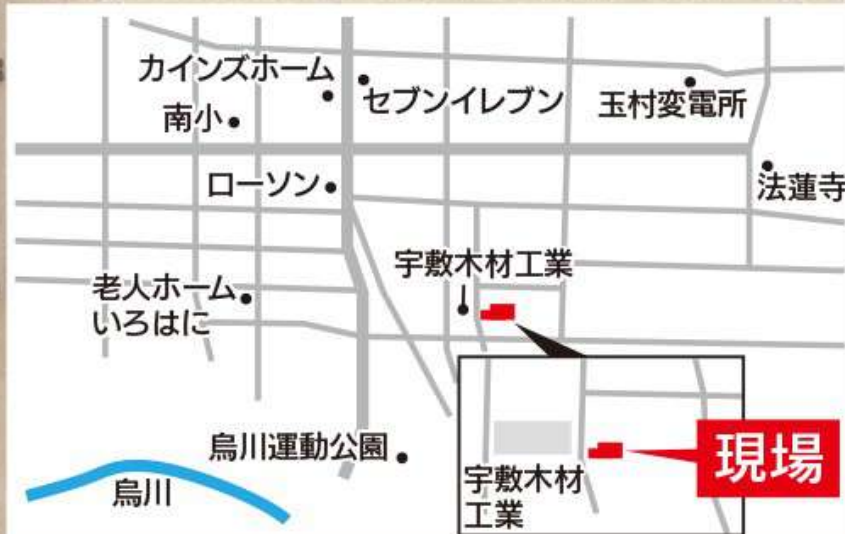 カインズホーム
セブンイレブン
玉村変電所
南小
ローソン
法蓮寺
宇敷木材工業
老人ホーム
いろはに
烏川運動公園
烏川
宇敷木材
工業
現場